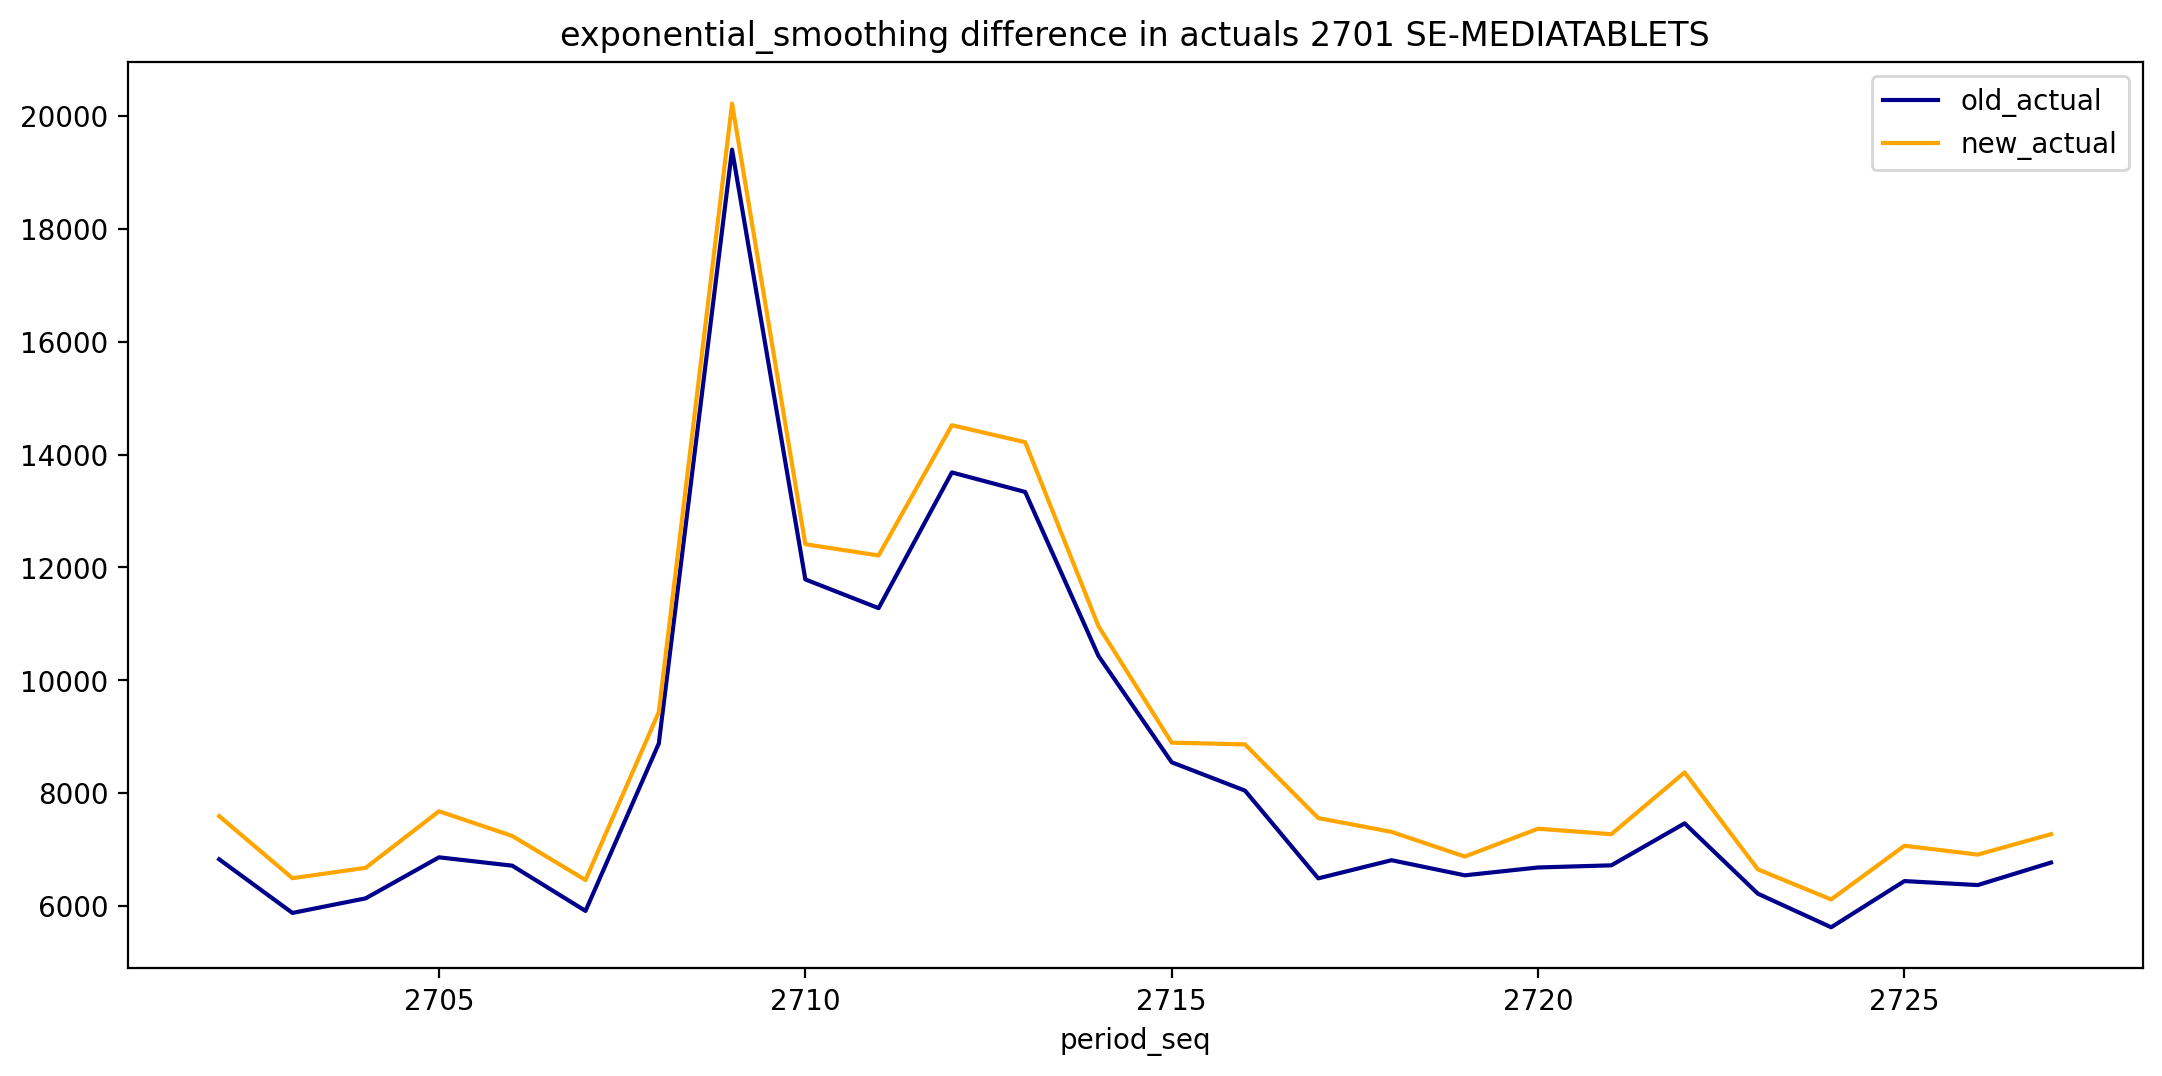 exponential_smoothing difference in actuals 2701 SE-MEDIATABLETS
old_actual
new_actual
20000
18000
16000
14000
12000
10000
8000
6000
2705 2710 2715 2720 2725
period_seq